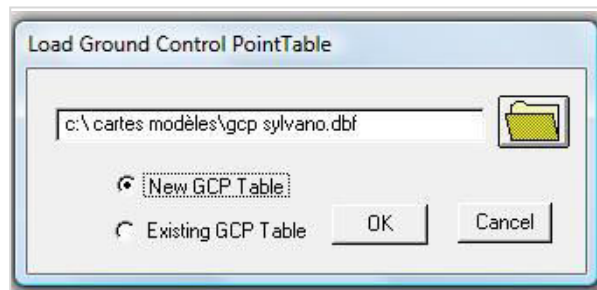 Load Ground Control PointTable
c:\ cartes modèles\gcp sylvano.dbf
New GCP Table
Existing GCP Table
OK
Cancel